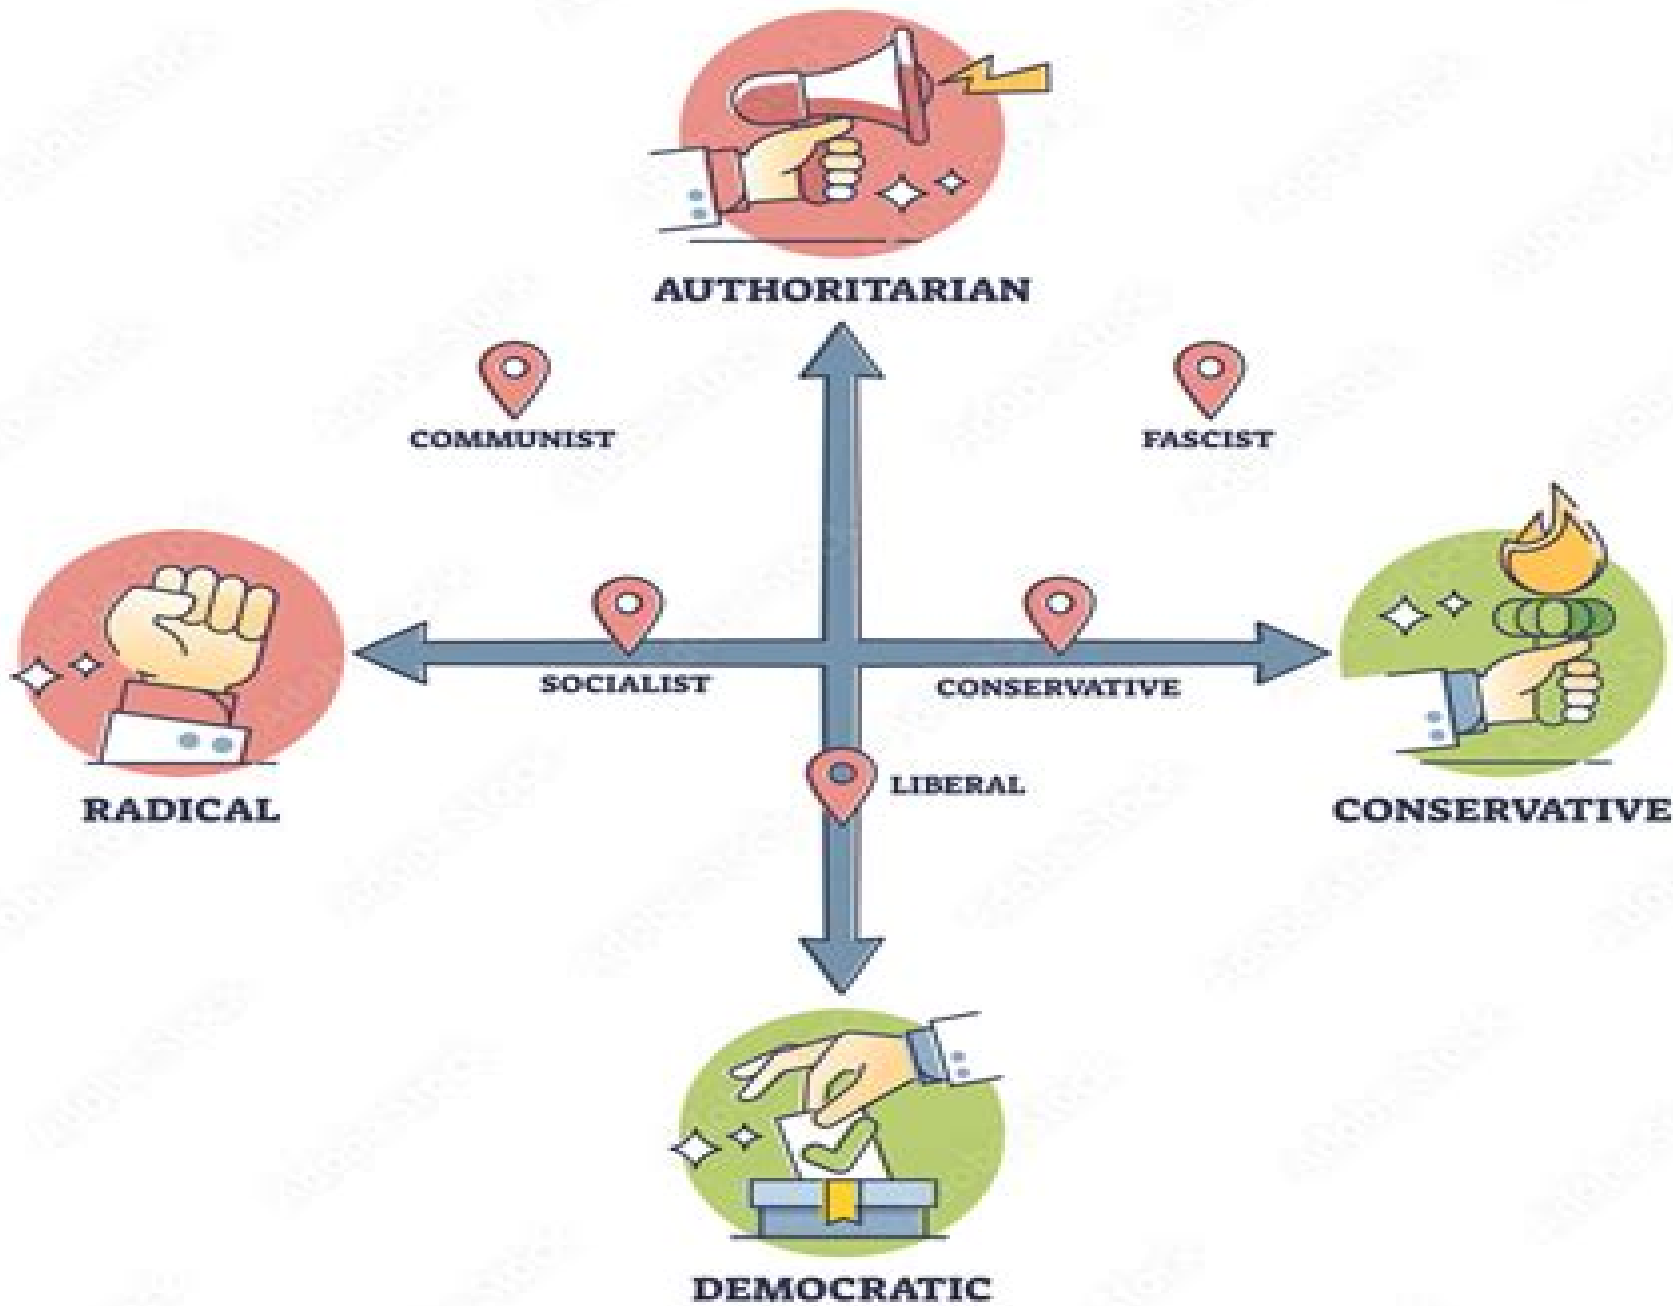 AUTHORITARIAN
COMMUNIST
FASCIST
SOCIALIST
CONSERVATIVE
RADICAL
LIBERAL
CONSERVATIVE
DEMOCRATIC